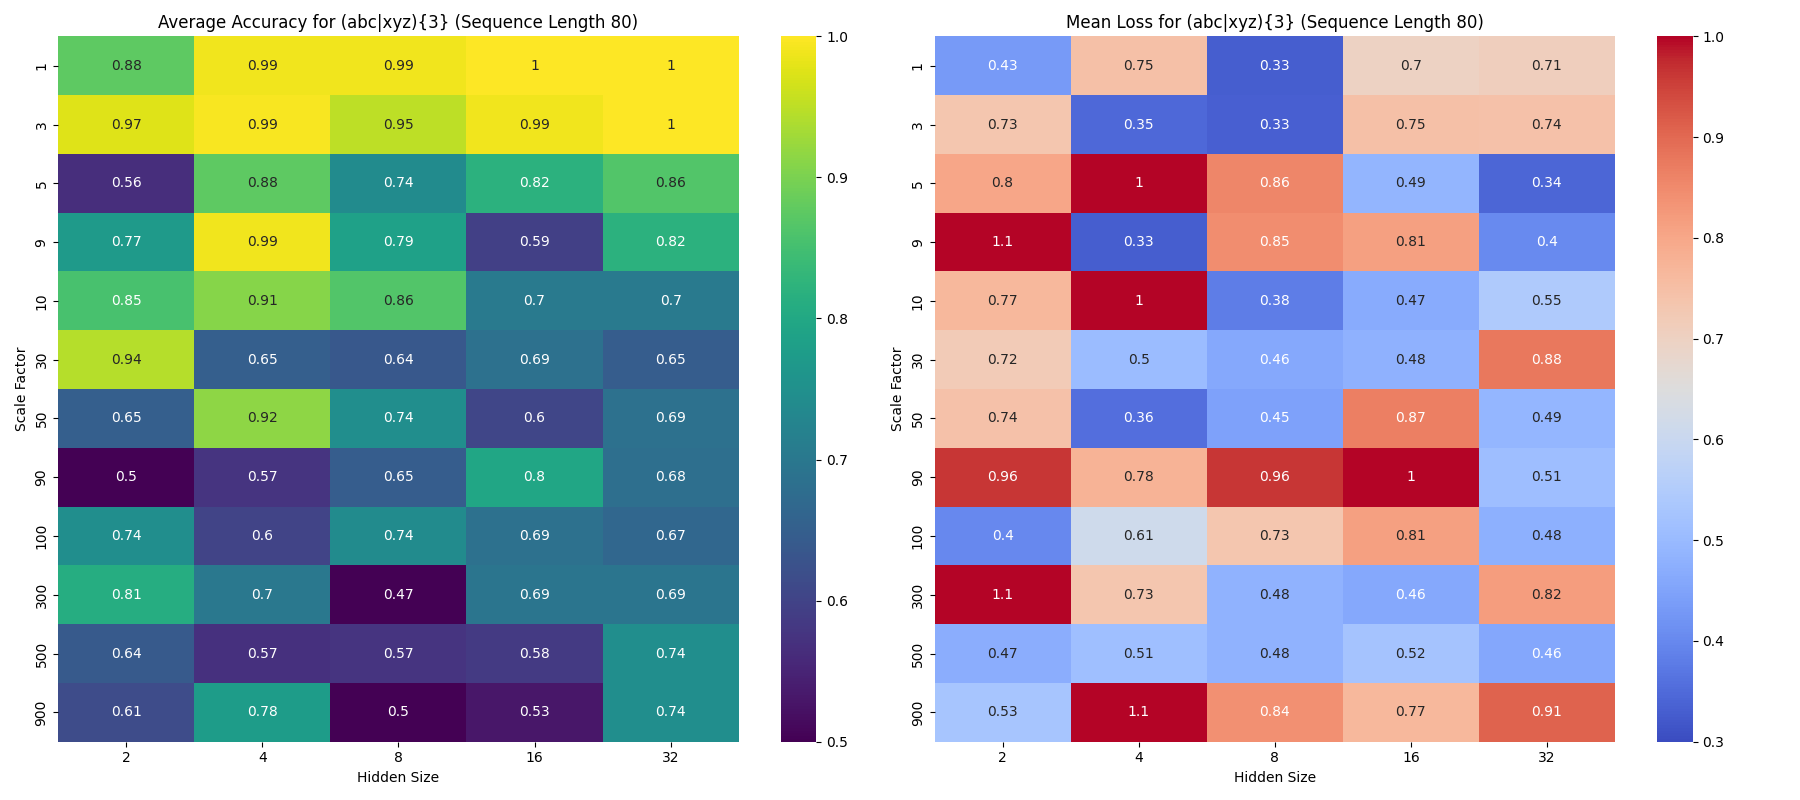 Average Accuracy for (abc|xyz){3} (Sequence Length 80)
Scale Factor
1 0.88 0.99 0.99 1 1
3 0.97 0.99 0.95 0.99 1
5 0.56 0.88 0.74 0.82 0.86
9 0.77 0.99 0.79 0.59 0.82
10 0.85 0.91 0.86 0.7 0.7
30 0.94 0.65 0.64 0.69 0.65
50 0.65 0.92 0.74 0.6 0.69
90 0.5 0.57 0.65 0.8 0.68
100 0.74 0.6 0.74 0.69 0.67
300 0.81 0.7 0.47 0.69 0.69
500 0.64 0.57 0.57 0.58 0.74
900 0.61 0.78 0.5 0.53 0.74
2 4 8 16 32
Hidden Size
1.0
0.9
0.8
0.7
0.6
0.5
Mean Loss for (abc|xyz){3} (Sequence Length 80)
Scale Factor
1 0.43 0.75 0.33 0.7 0.71
3 0.73 0.35 0.33 0.75 0.74
5 0.8 1 0.86 0.49 0.34
9 1.1 0.33 0.85 0.81 0.4
10 0.77 1 0.38 0.47 0.55
30 0.72 0.5 0.46 0.48 0.88
50 0.74 0.36 0.45 0.87 0.49
90 0.96 0.78 0.96 1 0.51
100 0.4 0.61 0.73 0.81 0.48
300 1.1 0.73 0.48 0.46 0.82
500 0.47 0.51 0.48 0.52 0.46
900 0.53 1.1 0.84 0.77 0.91
2 4 8 16 32
Hidden Size
1.0
0.9
0.8
0.7
0.6
0.5
0.4
0.3